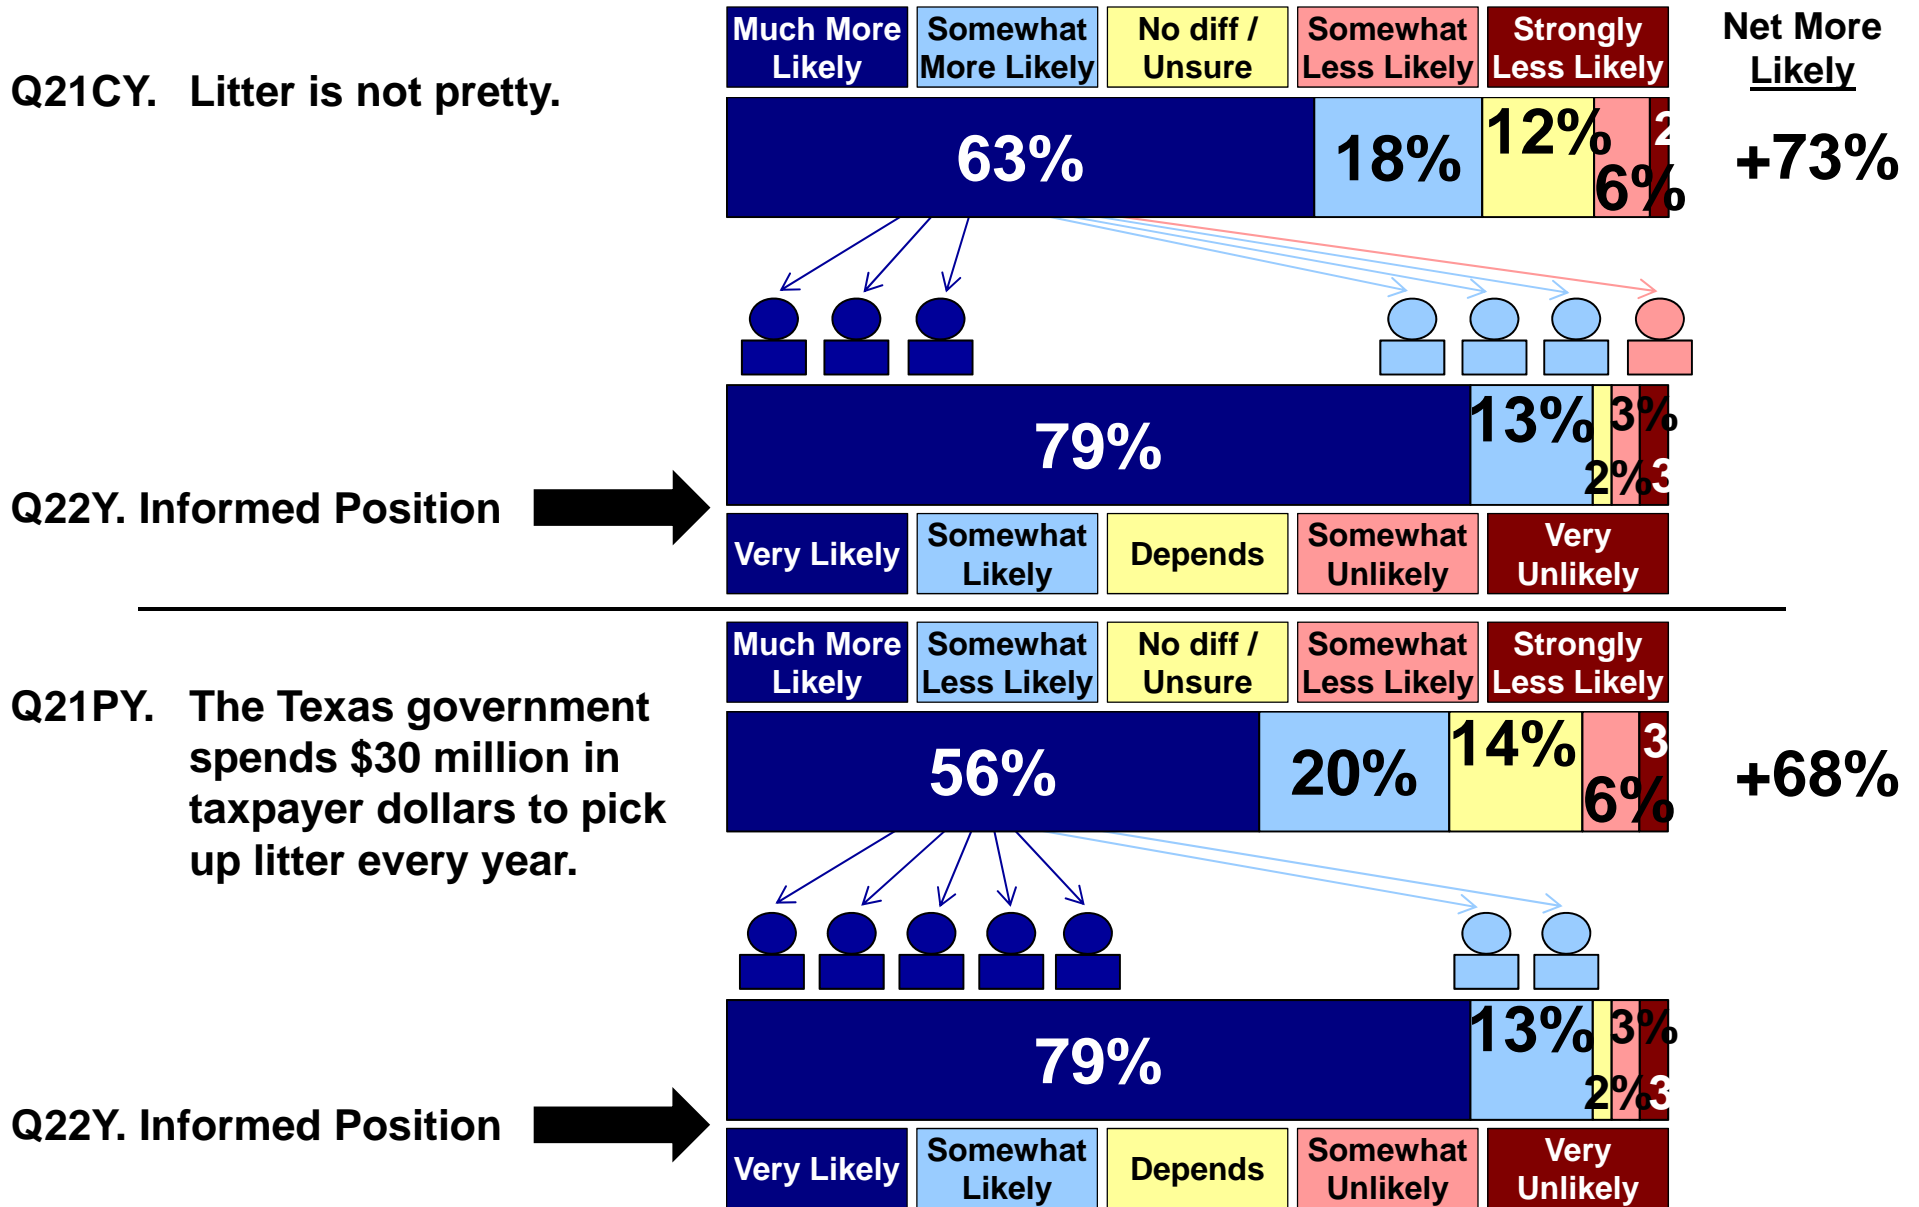 Much More Likely
Somewhat More Likely
No diff / Unsure
Somewhat Less Likely
Strongly Less Likely
Net More Likely
Q21CY. Litter is not pretty.
63% 18% 12% 6% 2
+73%
79% 13% 2% 3% 3
Q22Y. Informed Position
Very Likely
Somewhat Likely
Depends
Somewhat Unlikely
Very Unlikely
Much More Likely
Somewhat Less Likely
No diff / Unsure
Somewhat Less Likely
Strongly Less Likely
Q21PY. The Texas government
spends $30 million in
taxpayer dollars to pick
up litter every year.
56% 20% 14% 6% 3
+68%
79% 13% 2% 3% 3
Q22Y. Informed Position
Very Likely
Somewhat Likely
Depends
Somewhat Unlikely
Very Unlikely